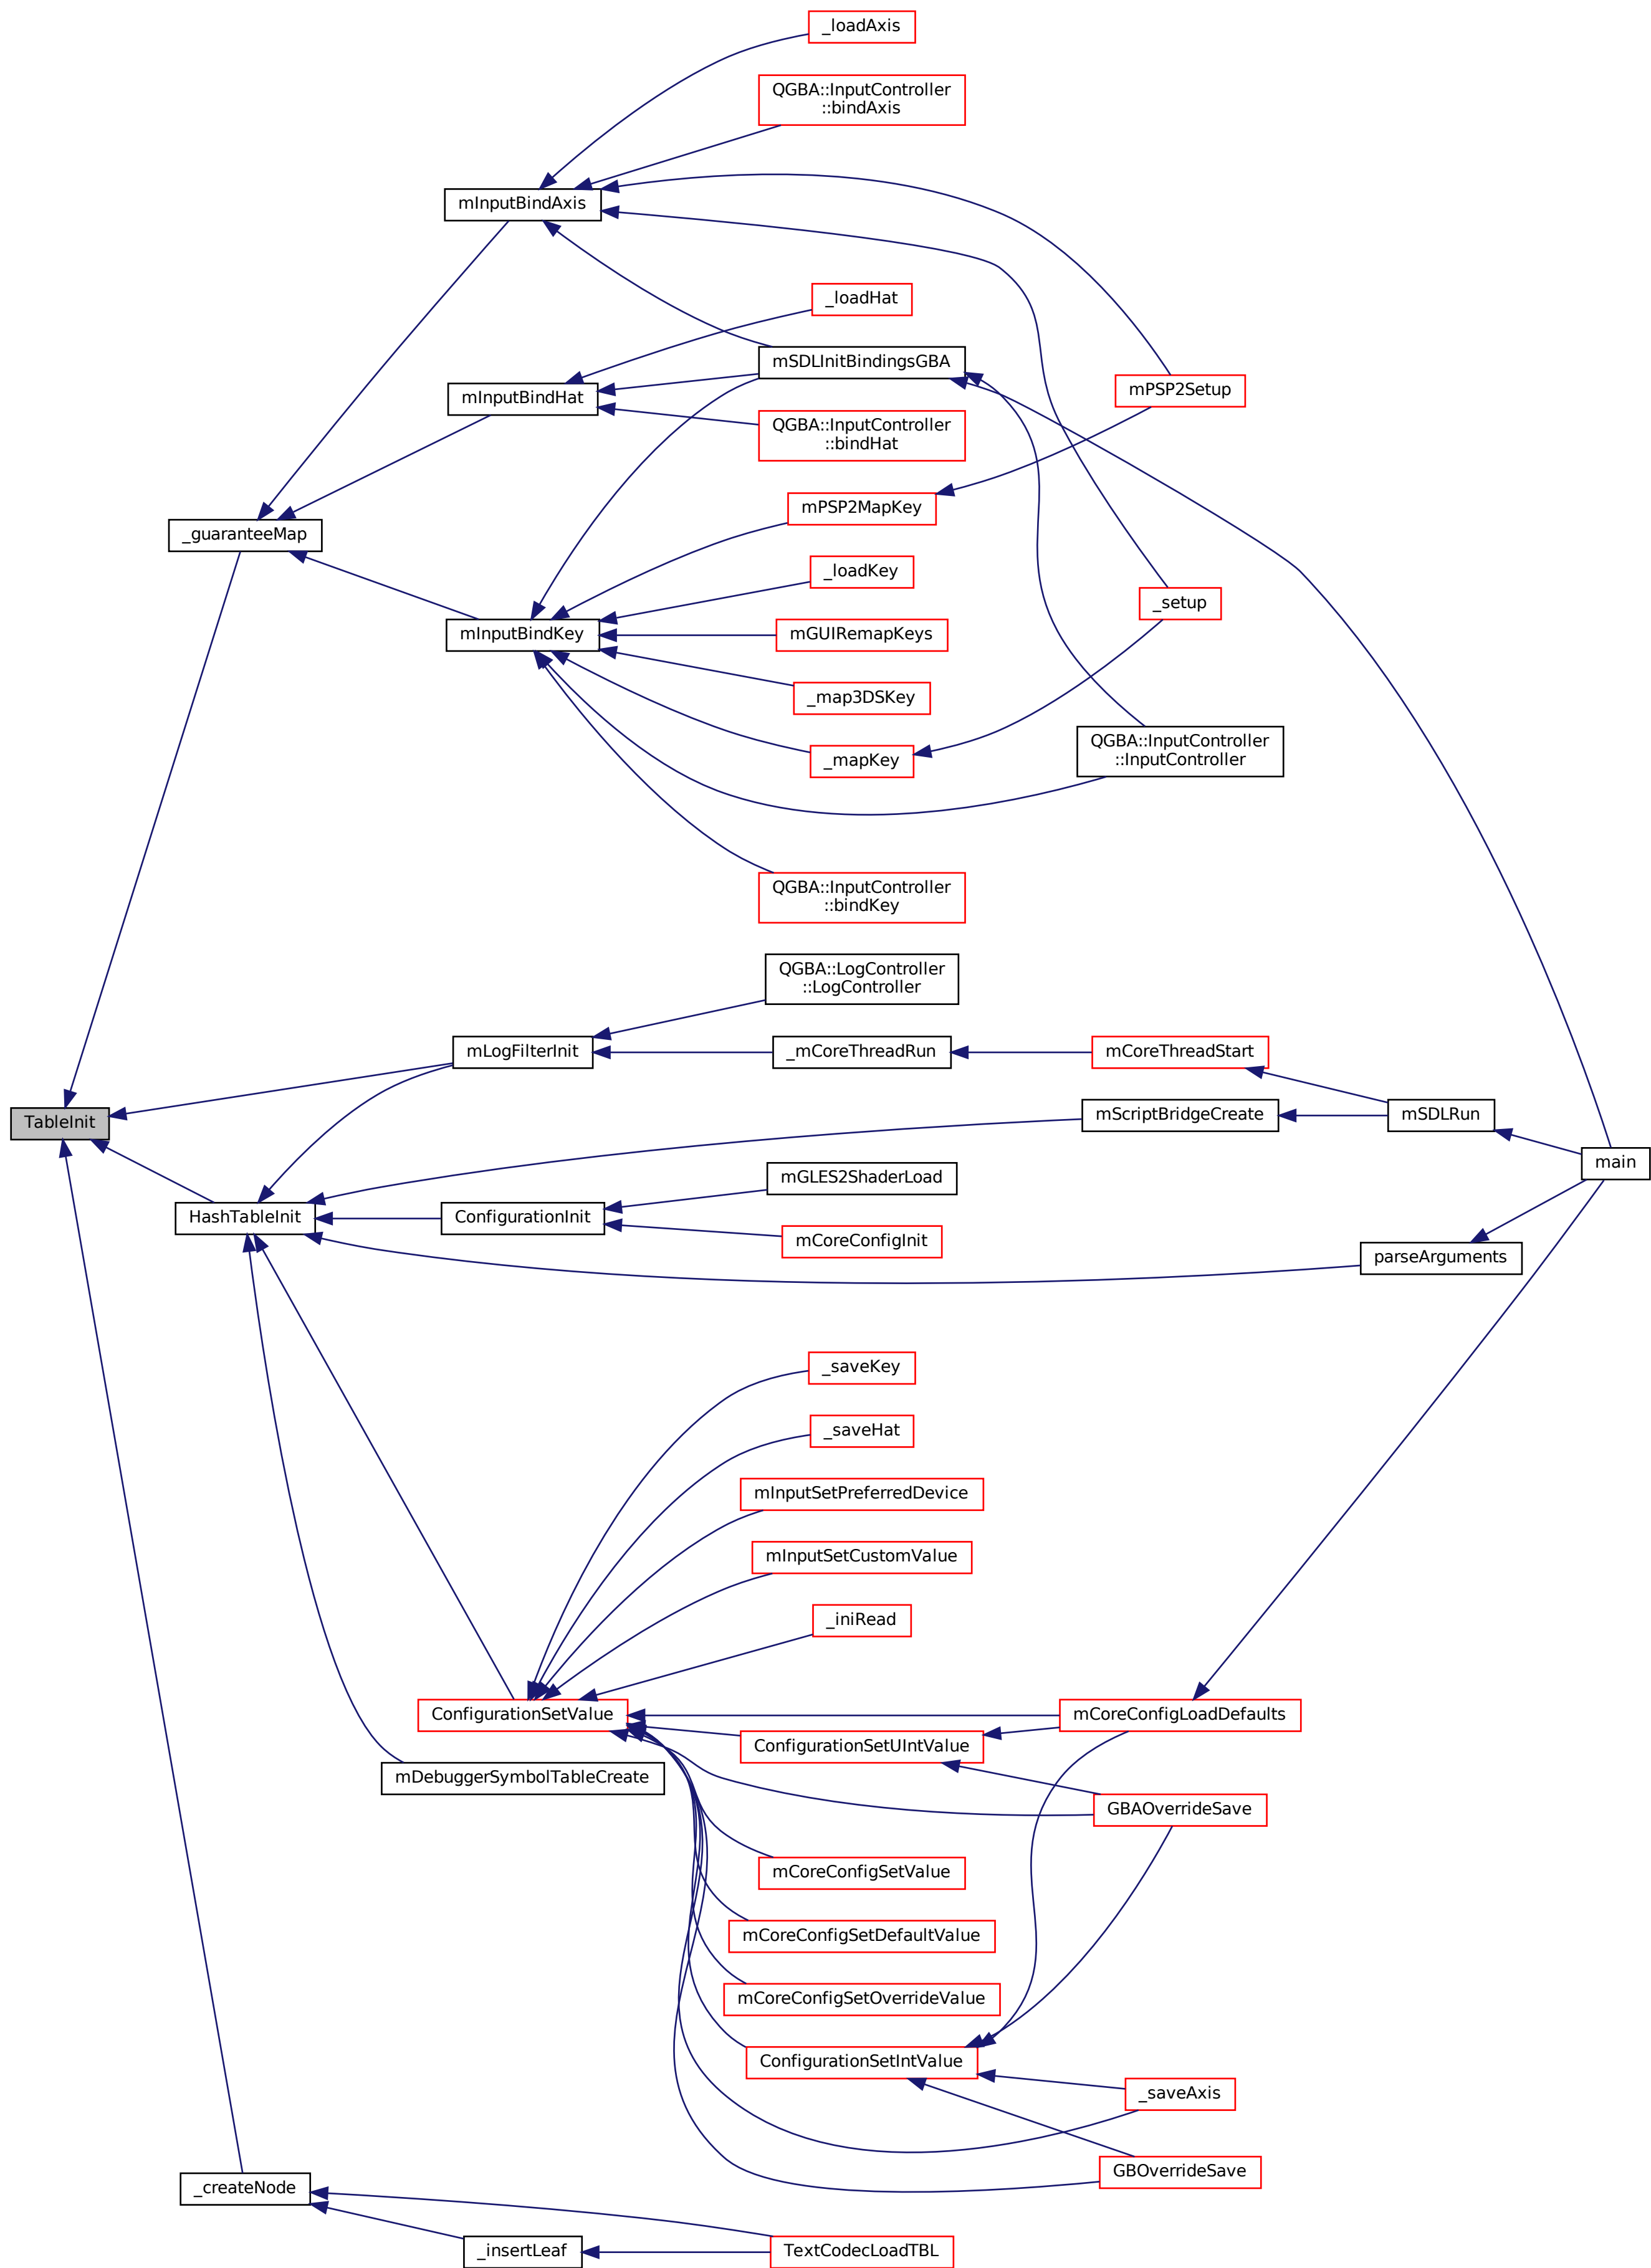 _loadAxis
QGBA::InputController
::bindAxis
mInputBindAxis
_loadHat
mSDLInitBindingsGBA
mPSP2Setup
mInputBindHat
QGBA::InputController
::bindHat
mPSP2MapKey
_guaranteeMap
_loadKey
_setup
mInputBindKey
mGUIRemapKeys
_map3DSKey
QGBA::InputController
::InputController
_mapKey
QGBA::InputController
::bindKey
QGBA::LogController
::LogController
mLogFilterInit
_mCoreThreadRun
mCoreThreadStart
TableInit
mScriptBridgeCreate
mSDLRun
main
mGLES2ShaderLoad
HashTableInit
ConfigurationInit
mCoreConfigInit
parseArguments
_saveKey
_saveHat
mInputSetPreferredDevice
mInputSetCustomValue
_iniRead
ConfigurationSetValue
mCoreConfigLoadDefaults
ConfigurationSetUIntValue
mDebuggerSymbolTableCreate
GBAOverrideSave
mCoreConfigSetValue
mCoreConfigSetDefaultValue
mCoreConfigSetOverrideValue
ConfigurationSetIntValue
_saveAxis
GBOverrideSave
_createNode
_insertLeaf
TextCodecLoadTBL